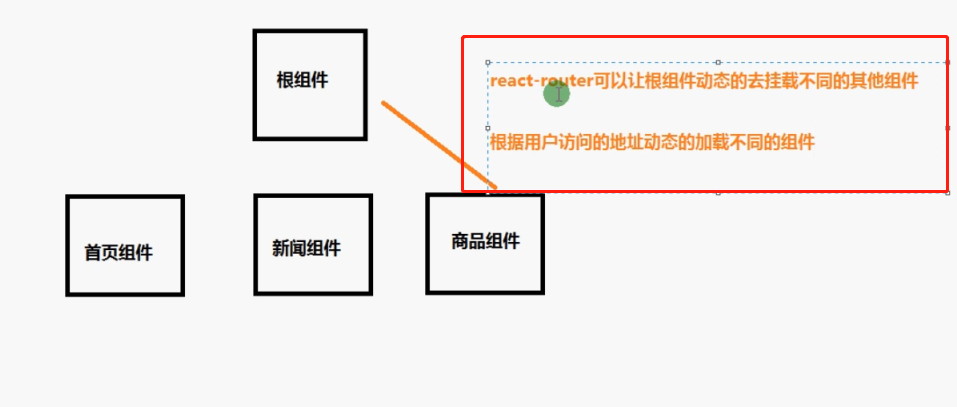 根组件
react-router可以让根组件动态的去挂载不同的其他组件
根据用户访问的地址动态的加载不同的组件
首页组件
新闻组件
商品组件